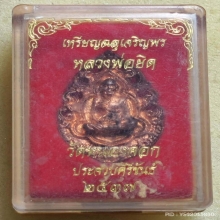 เหรียญฉลุเจริญพร
หลวงพ่อยิด
วัดหนองจอก
ประจวบคีรีขันธ์
๒๕๓๗